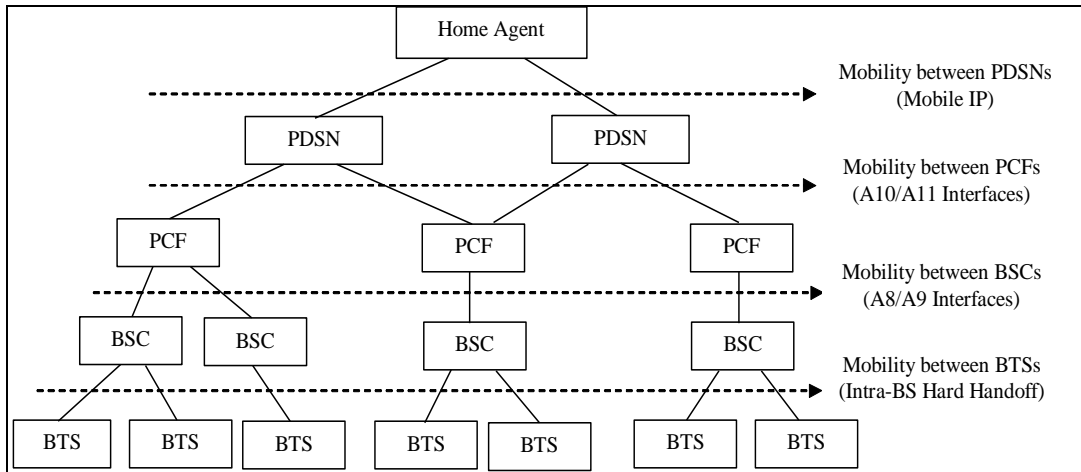 Home Agent
Mobility between PDSNs
(Mobile IP)
PDSN
PDSN
Mobility between PCFs
(A10/A11 Interfaces)
PCF
PCF
PCF
Mobility between BSCs
(A8/A9 Interfaces)
BSC
BSC
BSC
BSC
Mobility between BTSs
(Intra-BS Hard Handoff)
BTS
BTS
BTS
BTS
BTS
BTS
BTS